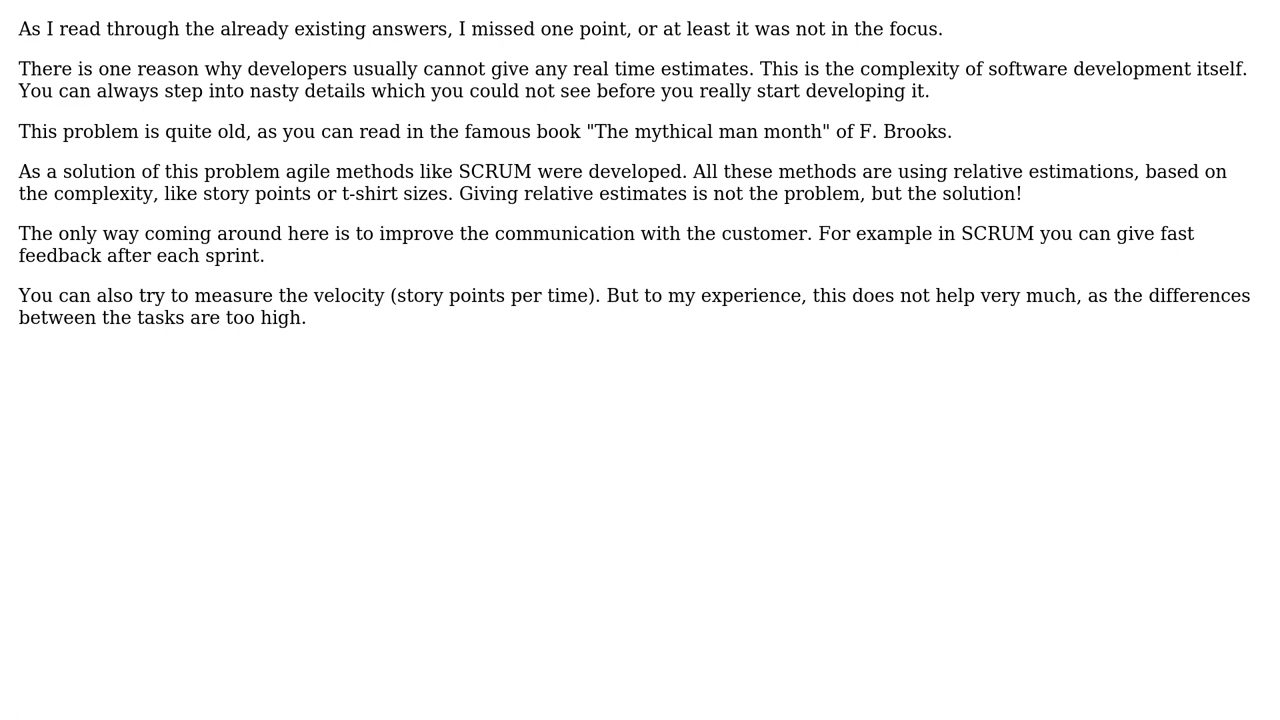 As I read through the already existing answers, I missed one point, or at least it was not in the focus.
There is one reason why developers usually cannot give any real time estimates. This is the complexity of software development itself.
You can always step into nasty details which you could not see before you really start developing it.
This problem is quite old, as you can read in the famous book "The mythical man month" of F. Brooks.
As a solution of this problem agile methods like SCRUM were developed. All these methods are using relative estimations, based on
the complexity, like story points or t-shirt sizes. Giving relative estimates is not the problem, but the solution!
The only way coming around here is to improve the communication with the customer. For example in SCRUM you can give fast
feedback after each sprint.
You can also try to measure the velocity (story points per time). But to my experience, this does not help very much, as the differences
between the tasks are too high.